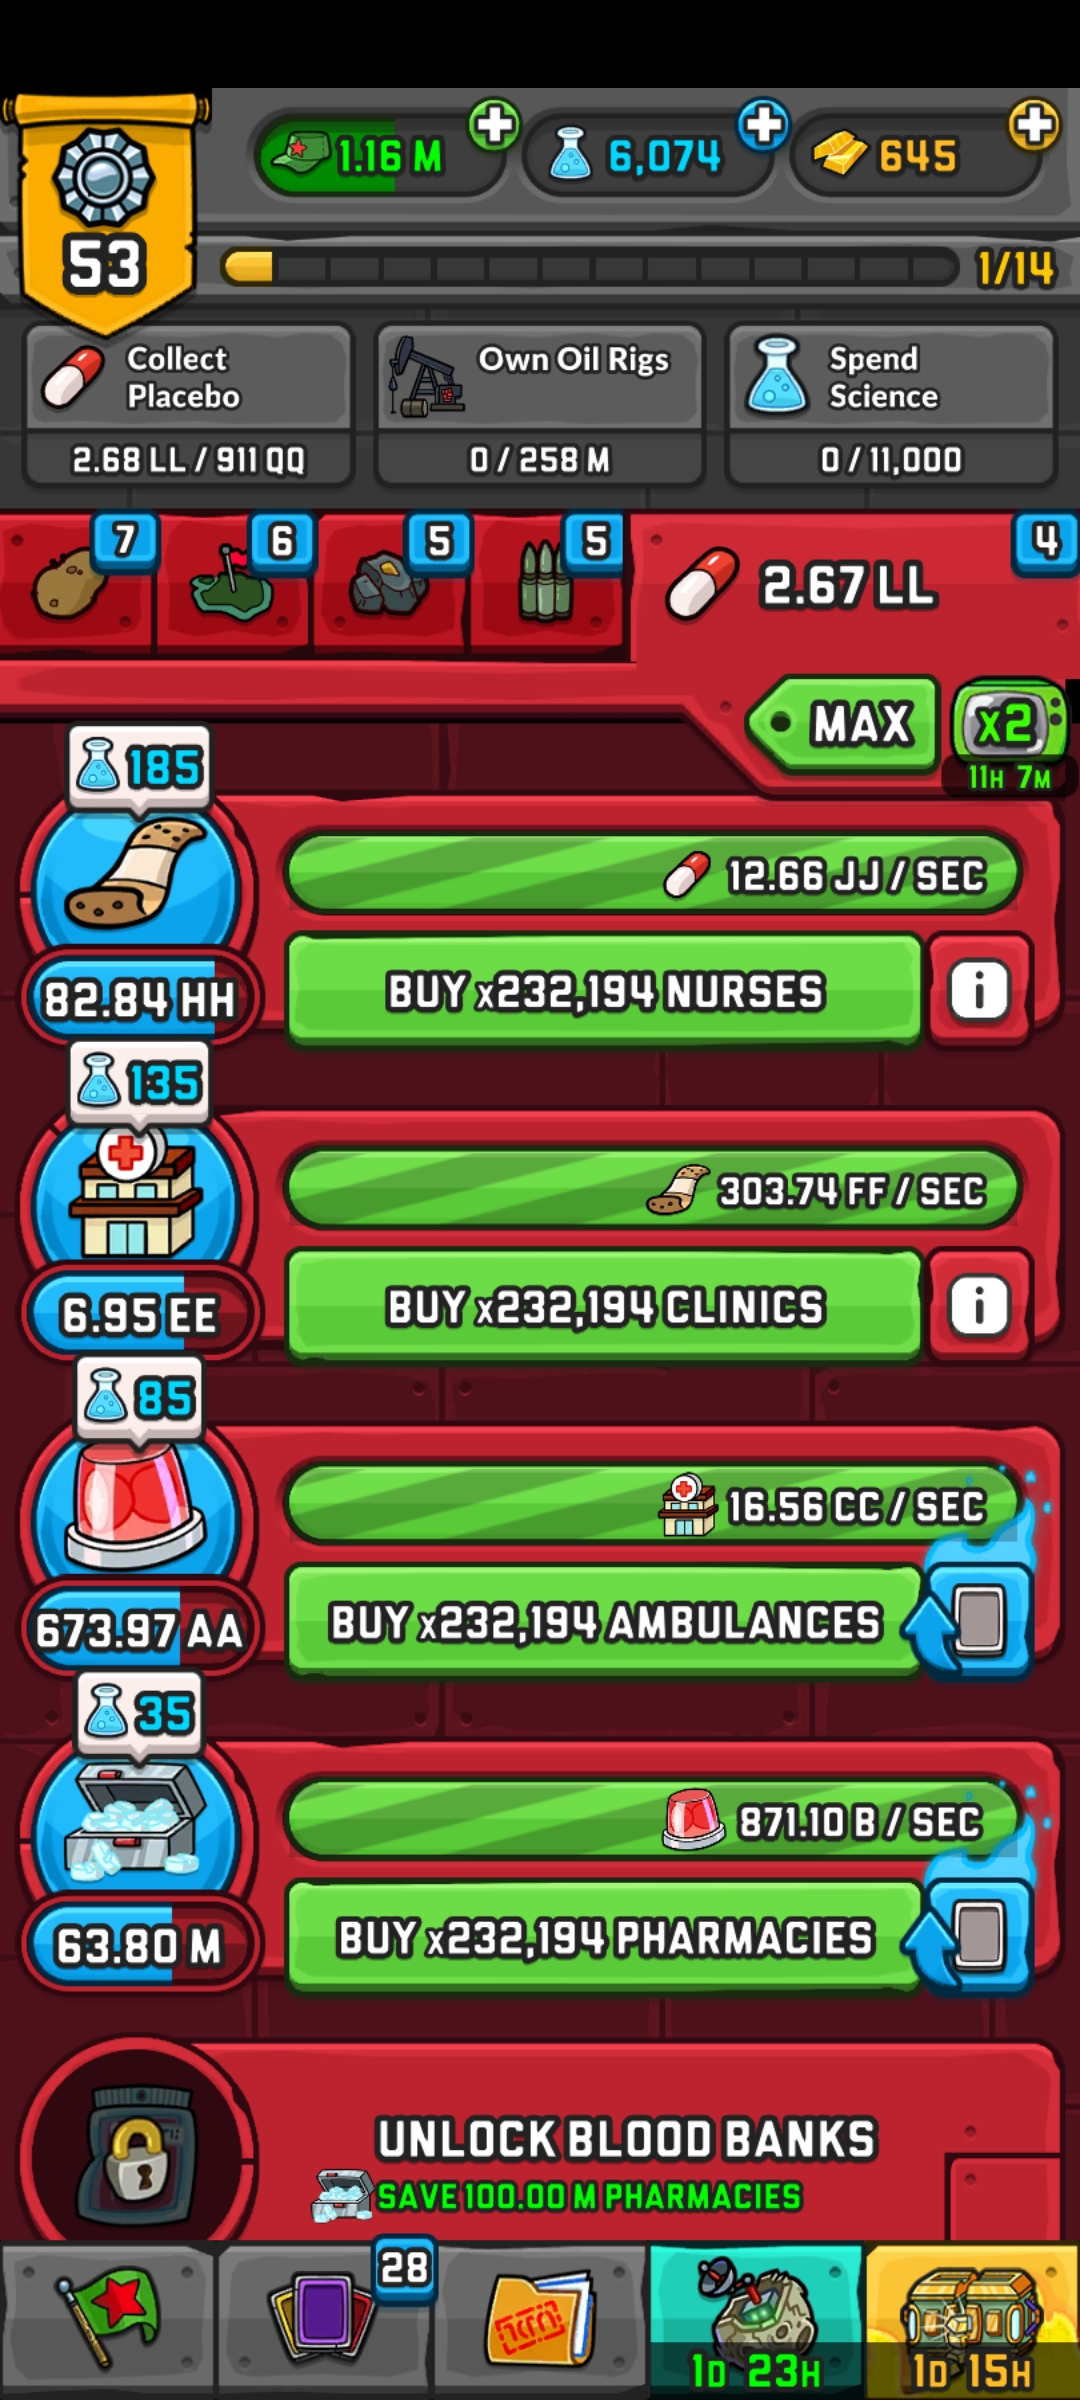 1.16 M
6,074
645
53
1/14
Collect
Placebo
2.68 LL / 911 QQ
Own Oil Rigs
0 / 258 M
Spend
Science
0 / 11,000
7
6
5
5
2.67 LL
4
MAX
x2
11H 7M
185
12.66 JJ / SEC
82.84 HH
BUY x232,194 NURSES
i
135
303.74 FF / SEC
6.95 EE
BUY x232,194 CLINICS
i
85
16.56 CC / SEC
673.97 AA
BUY x232,194 AMBULANCES
35
871.10 B / SEC
63.80 M
BUY x232,194 PHARMACIES
UNLOCK BLOOD BANKS
SAVE 100.00 M PHARMACIES
28
1D 23H
1D 15H